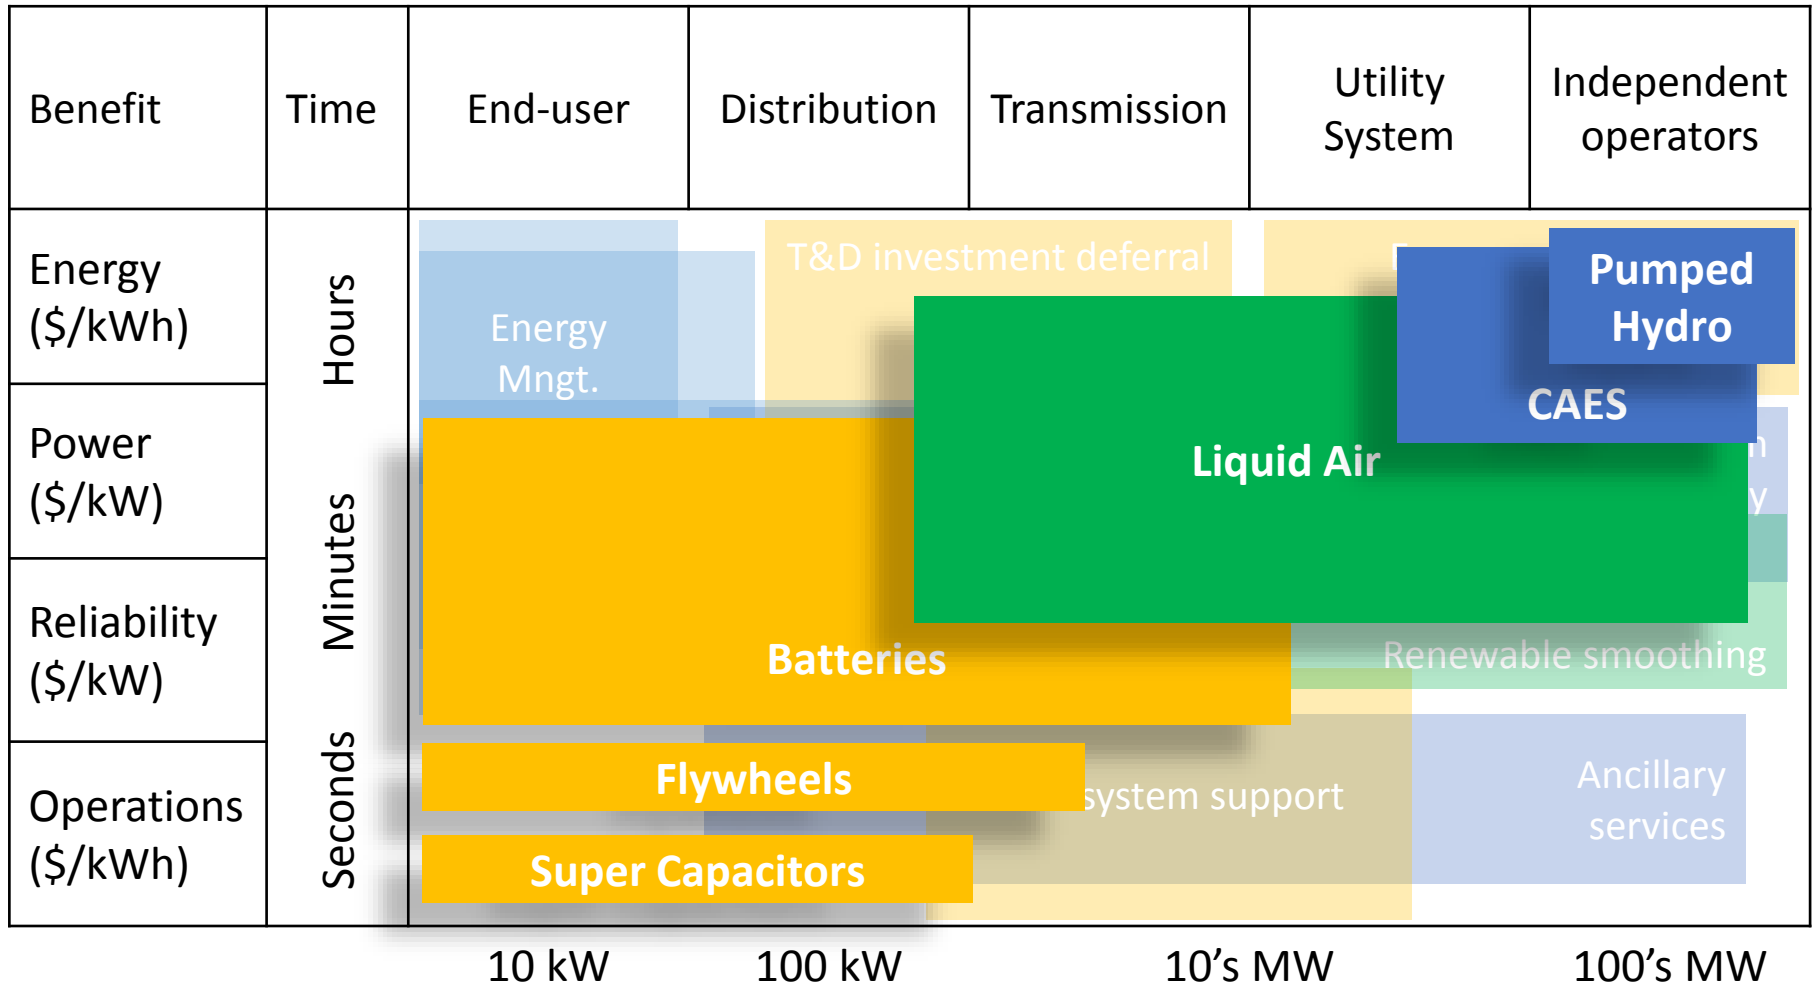 Benefit
Time
End-user
Distribution
Transmission
Utility
System
Independent
operators
Energy
($/kWh)
Power
($/kW)
Reliability
($/kW)
Operations
($/kWh)
Hours
Minutes
Seconds
T&D investment deferral
Energy
Mngt.
Pumped
Hydro
CAES
Liquid Air
Batteries
Renewable smoothing
Flywheels
system support
Ancillary
services
Super Capacitors
10 kW
100 kW
10's MW
100's MW